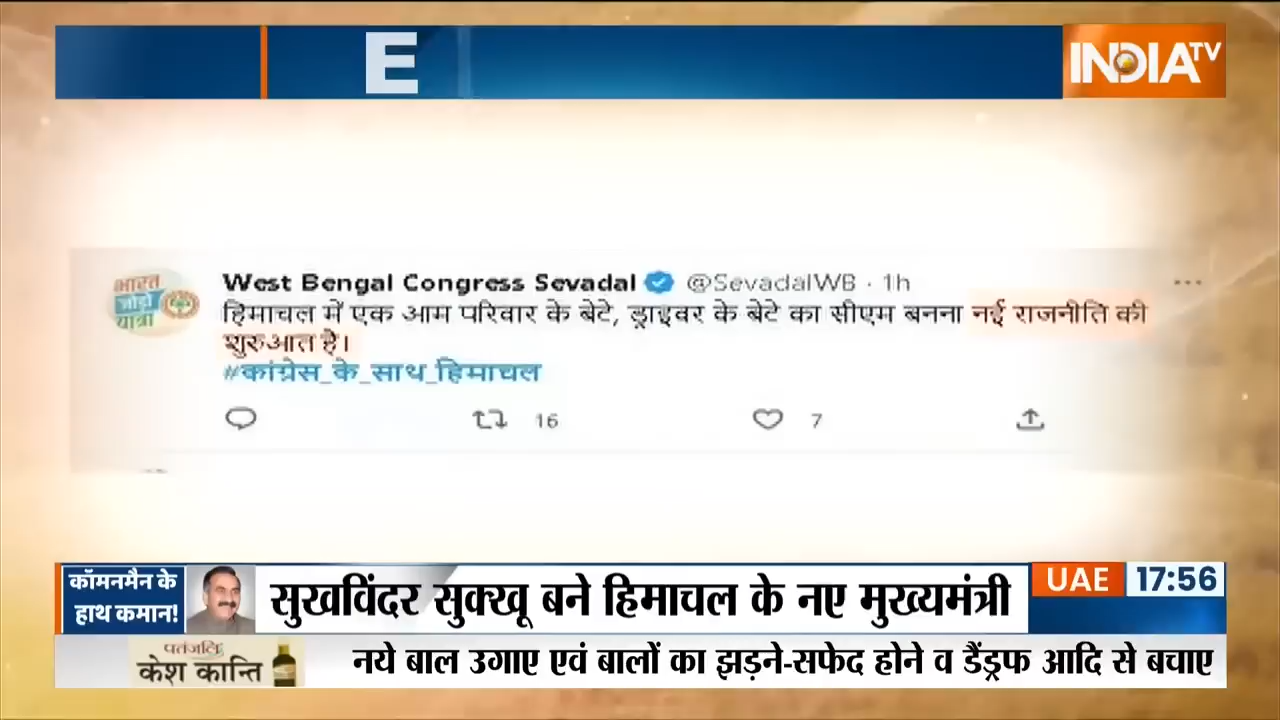 E
INDIA TV
भारत
जोड़ो
यात्रा
West Bengal Congress Sevadal @SevadalWB · 1h
हिमाचल में एक आम परिवार के बेटे, ड्राइवर के बेटे का सीएम बनना नई राजनीति की
शुरुआत है।
#कांग्रेस_के_साथ_हिमाचल
16 7
कॉमनमैन के
हाथ कमान!
सुखविंदर सुक्खू बने हिमाचल के नए मुख्यमंत्री
UAE 17:56
पतंजलि
केश कान्ति
नये बाल उगाए एवं बालों का झड़ने-सफेद होने व डैंड्रफ आदि से बचाए